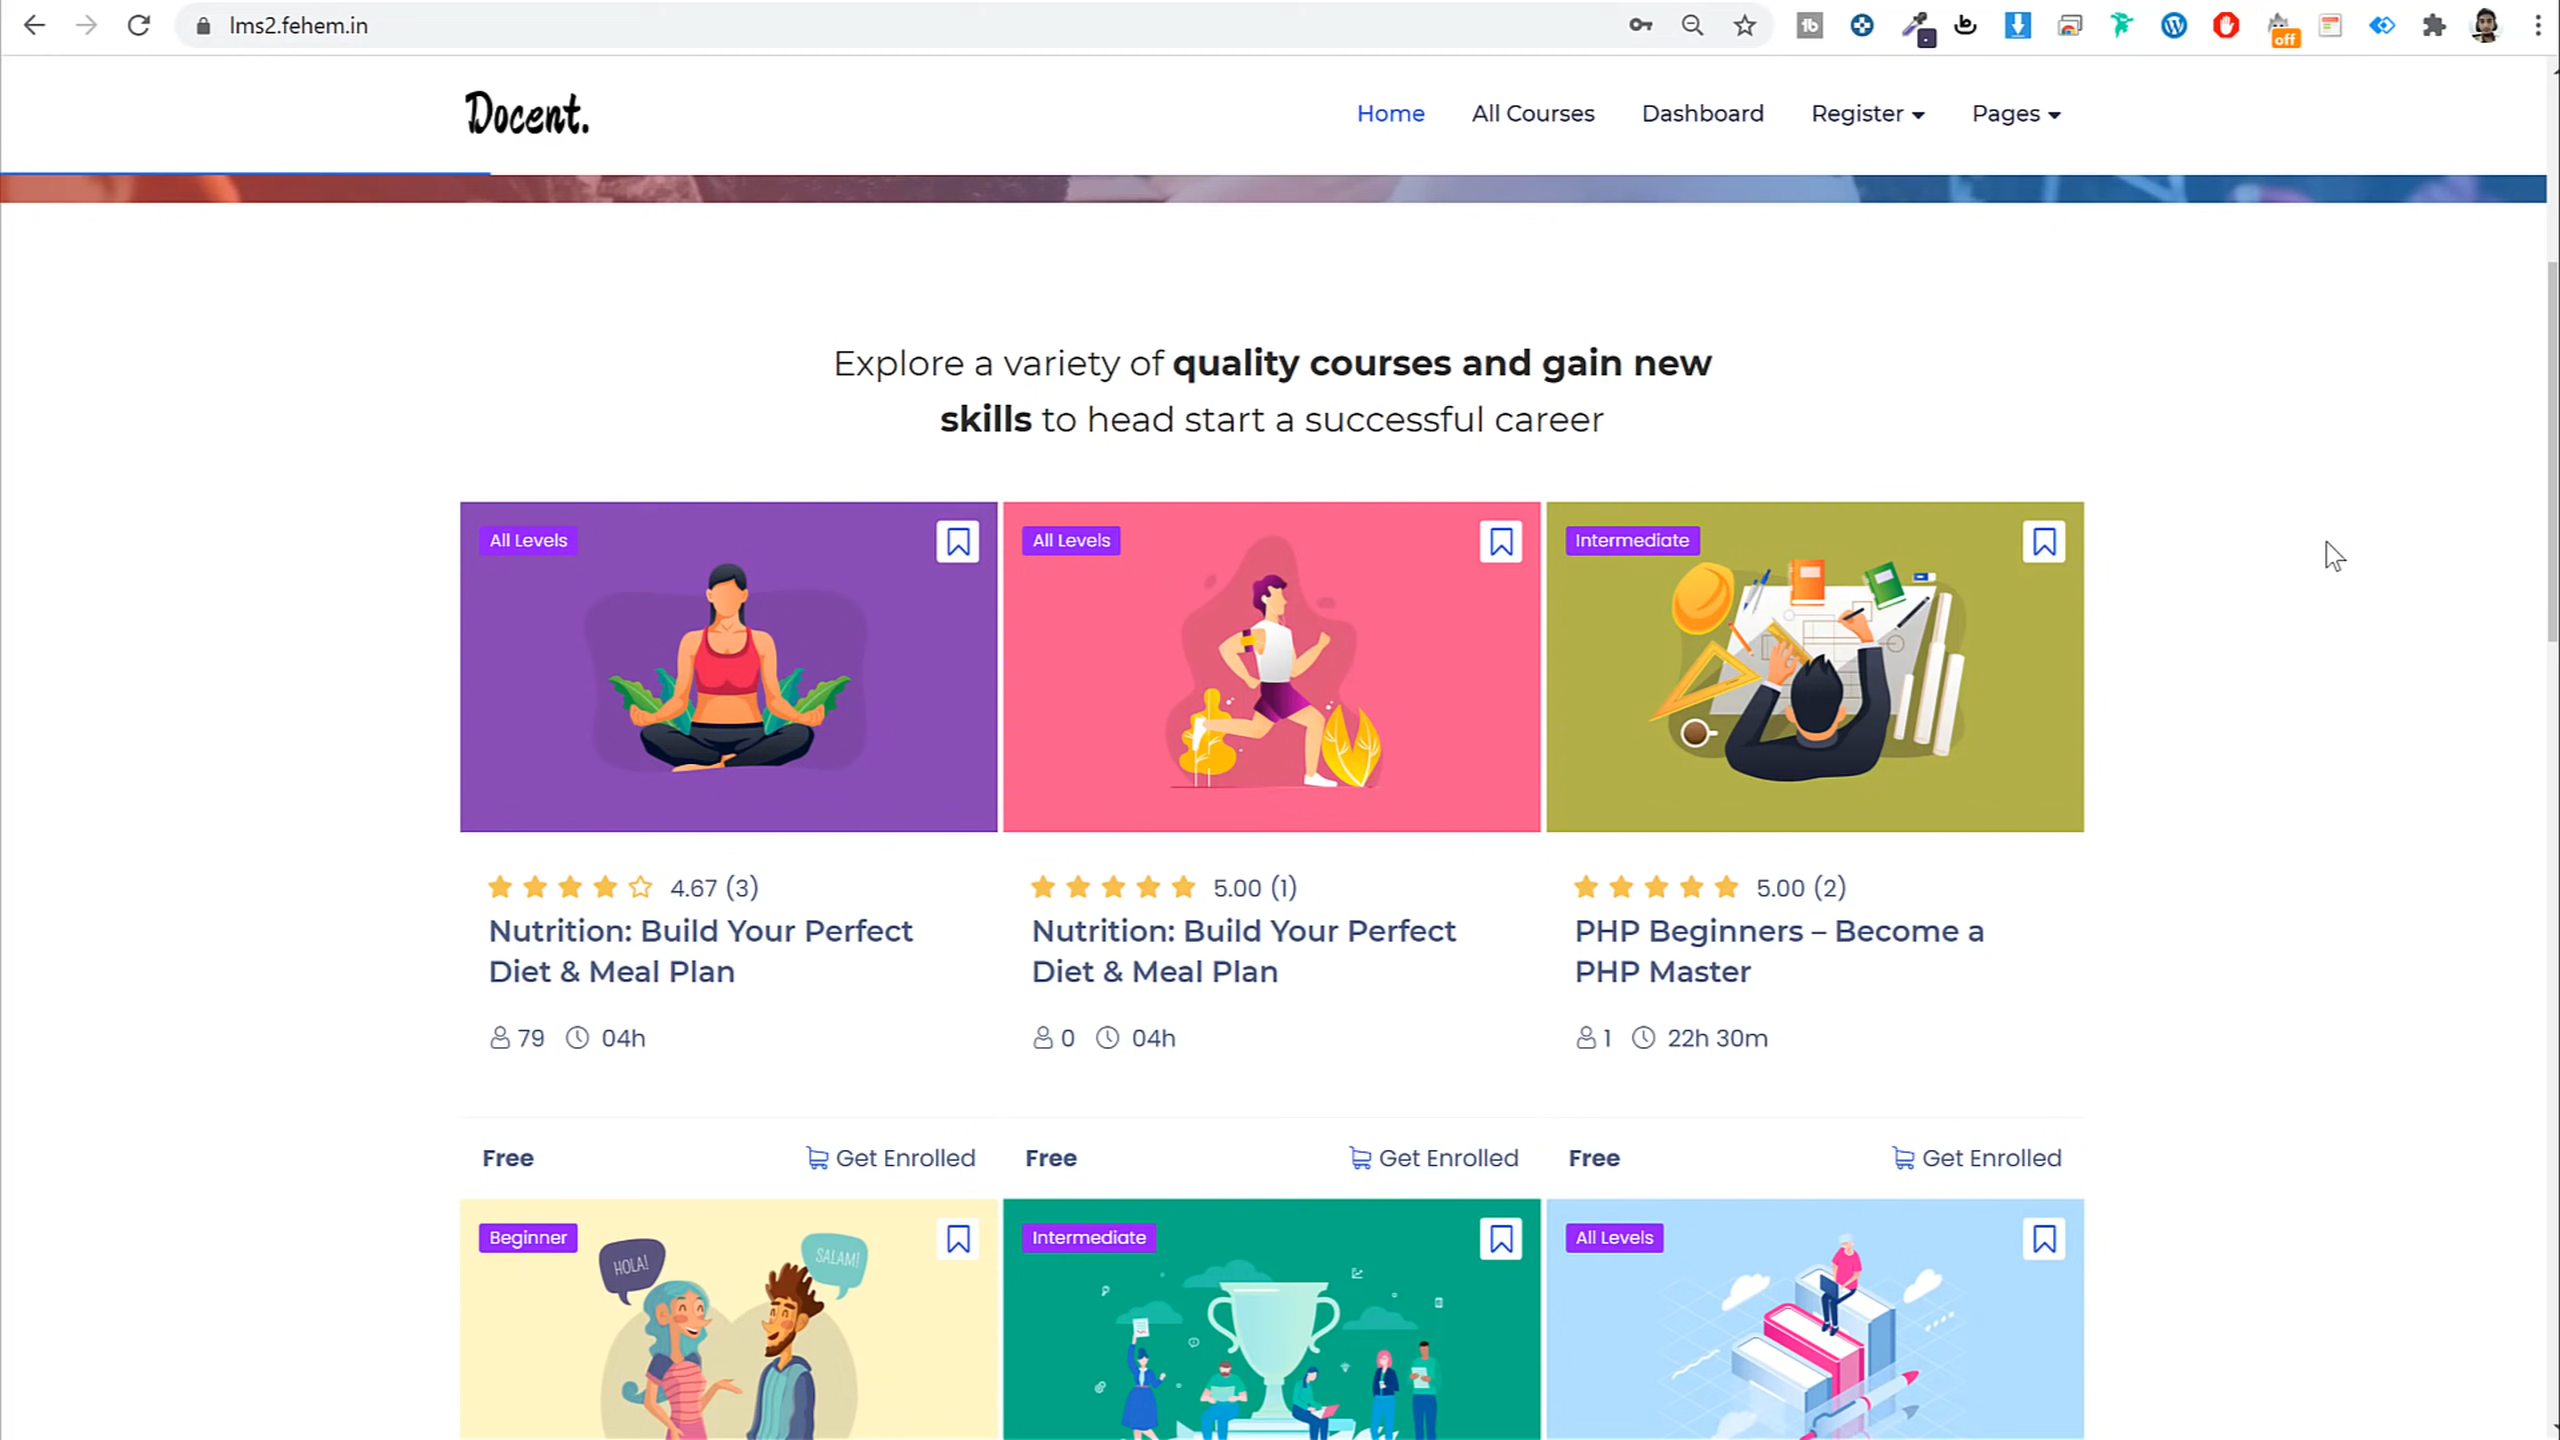 lms2.fehem.in
off
Docent.
Home
All Courses
Dashboard
Register
Pages
Explore a variety of quality courses and gain new
skills to head start a successful career
All Levels
All Levels
Intermediate
4.67 (3)
Nutrition: Build Your Perfect
Diet & Meal Plan
79
04h
5.00 (1)
Nutrition: Build Your Perfect
Diet & Meal Plan
0
04h
5.00 (2)
PHP Beginners – Become a
PHP Master
1
22h 30m
Free
Get Enrolled
Free
Get Enrolled
Free
Get Enrolled
Beginner
HOLA!
SALAM!
Intermediate
All Levels